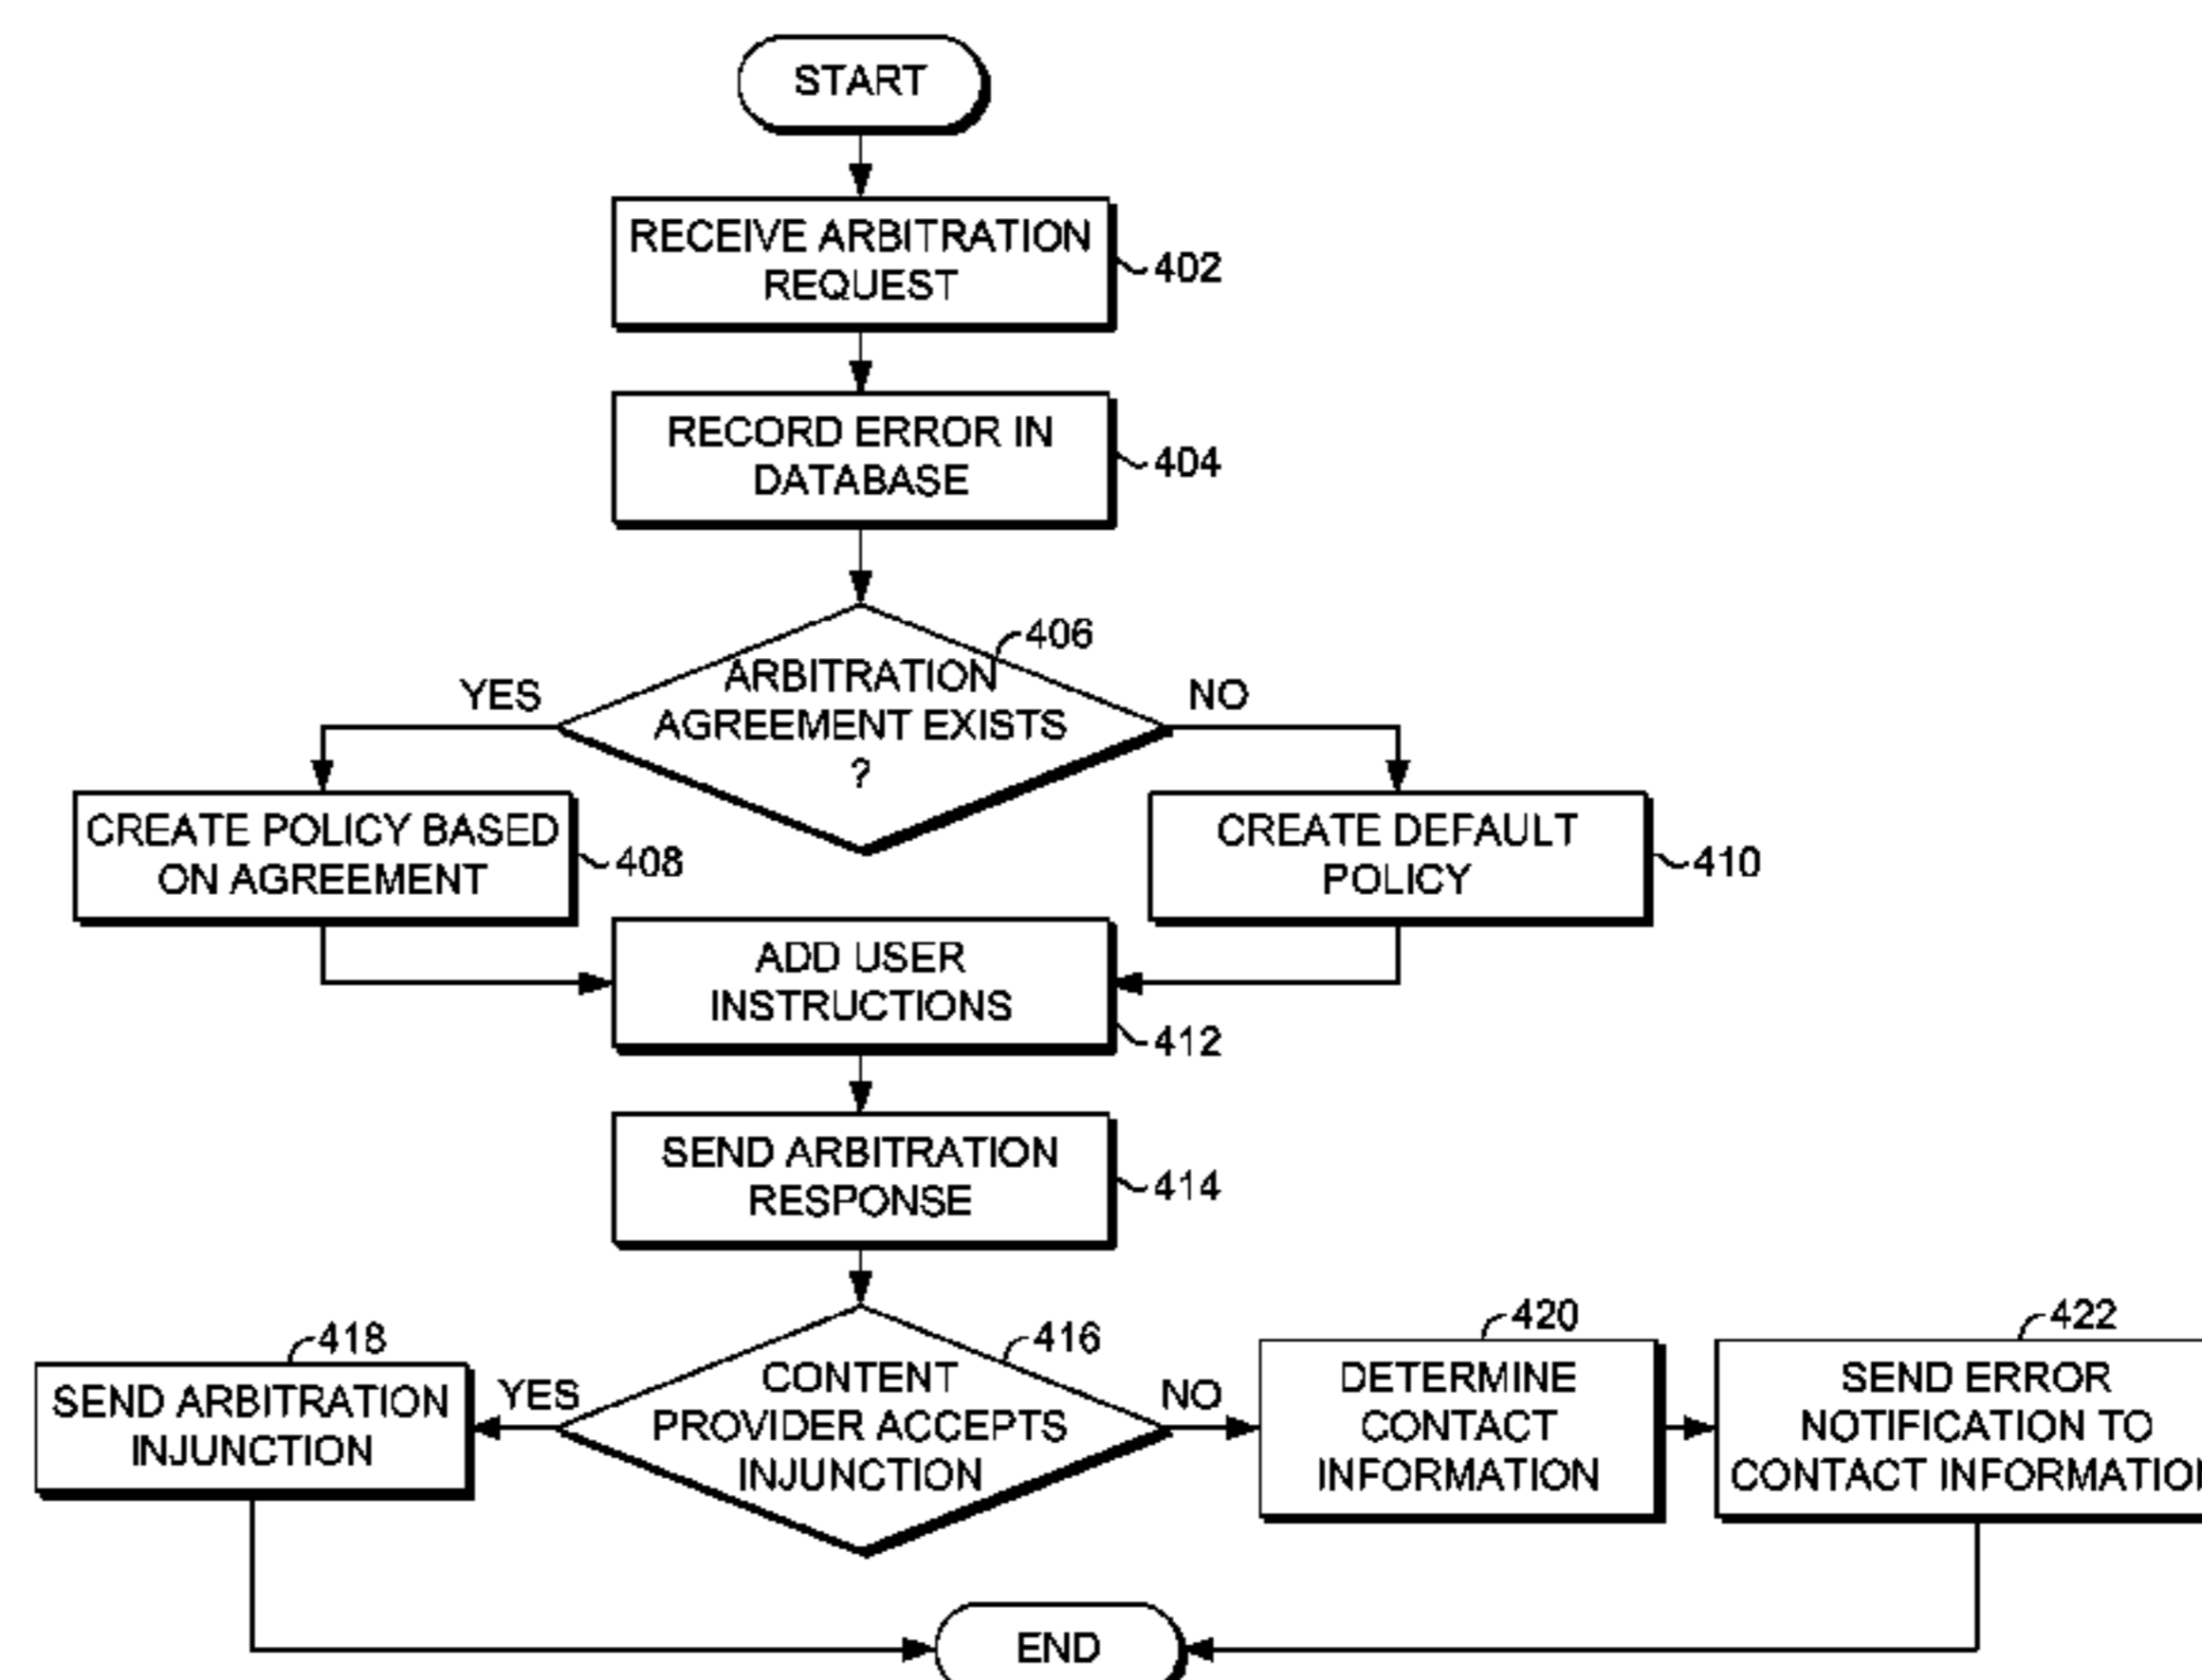 START
RECEIVE ARBITRATION
REQUEST
402
RECORD ERROR IN
DATABASE
404
406
ARBITRATION
AGREEMENT EXISTS
?
YES
NO
CREATE POLICY BASED
ON AGREEMENT
408
CREATE DEFAULT
POLICY
410
ADD USER
INSTRUCTIONS
412
SEND ARBITRATION
RESPONSE
414
416
CONTENT
PROVIDER ACCEPTS
INJUNCTION
YES
NO
418
SEND ARBITRATION
INJUNCTION
420
DETERMINE
CONTACT
INFORMATION
422
SEND ERROR
NOTIFICATION TO
CONTACT INFORMATION
END